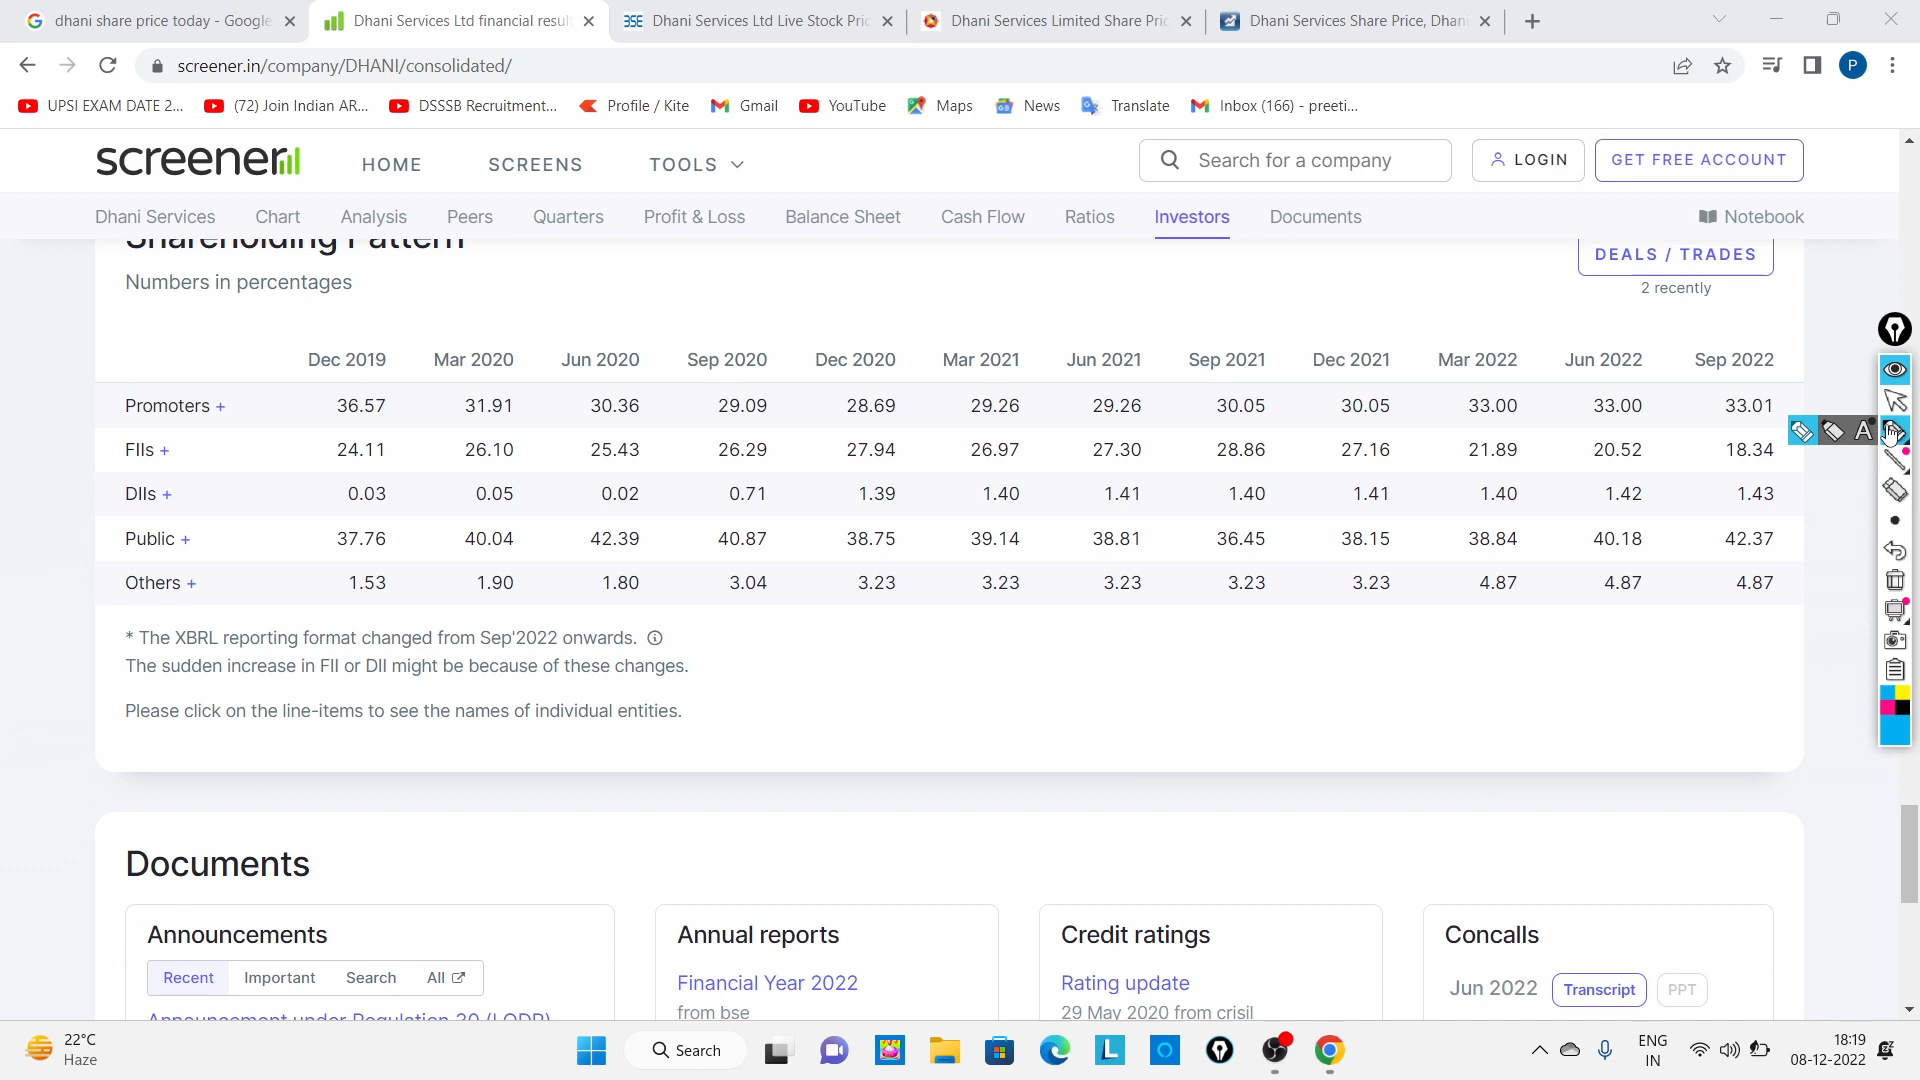 dhani share price today - Google
Dhani Services Ltd financial result
BSE Dhani Services Ltd Live Stock Pric
Dhani Services Limited Share Pric
Dhani Services Share Price, Dhan
screener.in/company/DHANI/consolidated/
P
UPSI EXAM DATE 2...
(72) Join Indian AR...
DSSSB Recruitment...
Profile / Kite
Gmail
YouTube
Maps
News
Translate
Inbox (166) - preeti...
screener
HOME
SCREENS
TOOLS
Search for a company
LOGIN
GET FREE ACCOUNT
Dhani Services Chart Analysis Peers Quarters Profit & Loss Balance Sheet Cash Flow Ratios Investors Documents Notebook
Shareholding Pattern
Numbers in percentages
DEALS / TRADES
2 recently
Dec 2019 Mar 2020 Jun 2020 Sep 2020 Dec 2020 Mar 2021 Jun 2021 Sep 2021 Dec 2021 Mar 2022 Jun 2022 Sep 2022
Promoters + 36.57 31.91 30.36 29.09 28.69 29.26 29.26 30.05 30.05 33.00 33.00 33.01
FIIs + 24.11 26.10 25.43 26.29 27.94 26.97 27.30 28.86 27.16 21.89 20.52 18.34
DIIs + 0.03 0.05 0.02 0.71 1.39 1.40 1.41 1.40 1.41 1.40 1.42 1.43
Public + 37.76 40.04 42.39 40.87 38.75 39.14 38.81 36.45 38.15 38.84 40.18 42.37
Others + 1.53 1.90 1.80 3.04 3.23 3.23 3.23 3.23 3.23 4.87 4.87 4.87
A
* The XBRL reporting format changed from Sep'2022 onwards.
The sudden increase in FII or DII might be because of these changes.
Please click on the line-items to see the names of individual entities.
Documents
Announcements
Recent Important Search All
Announcement under Regulation 30 (LODR)
Annual reports
Financial Year 2022
from bse
Credit ratings
Rating update
29 May 2020 from crisil
Concalls
Jun 2022 Transcript PPT
22°C
Haze
Search
L
ENG
IN
18:19
08-12-2022